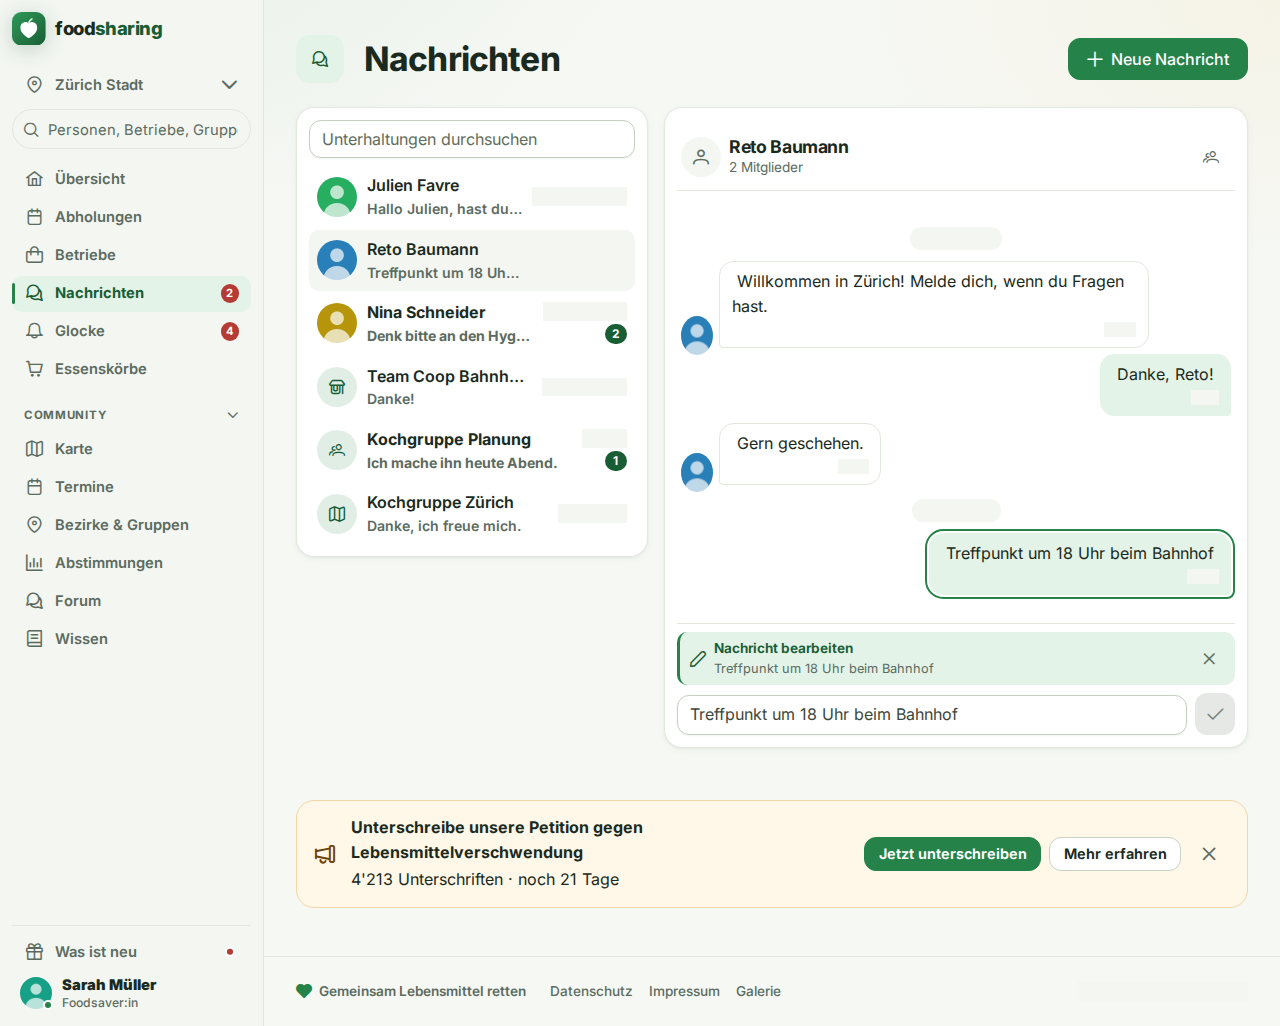 foodsharing
Zürich Stadt
Personen, Betriebe, Grupp
Übersicht
Abholungen
Betriebe
Nachrichten 2
Glocke 4
Essenskörbe
COMMUNITY
Karte
Termine
Bezirke & Gruppen
Abstimmungen
Forum
Wissen
Was ist neu
Sarah Müller
Foodsaver:in
Nachrichten
Neue Nachricht
Unterhaltungen durchsuchen
Julien Favre
Hallo Julien, hast du...
Reto Baumann
Treffpunkt um 18 Uh...
Nina Schneider
Denk bitte an den Hyg... 2
Team Coop Bahnh...
Danke!
Kochgruppe Planung
Ich mache ihn heute Abend. 1
Kochgruppe Zürich
Danke, ich freue mich.
Reto Baumann
2 Mitglieder
Willkommen in Zürich! Melde dich, wenn du Fragen
hast.
Danke, Reto!
Gern geschehen.
Treffpunkt um 18 Uhr beim Bahnhof
Nachricht bearbeiten
Treffpunkt um 18 Uhr beim Bahnhof
Treffpunkt um 18 Uhr beim Bahnhof
Unterschreibe unsere Petition gegen
Lebensmittelverschwendung
4'213 Unterschriften · noch 21 Tage
Jetzt unterschreiben
Mehr erfahren
Gemeinsam Lebensmittel retten
Datenschutz
Impressum
Galerie